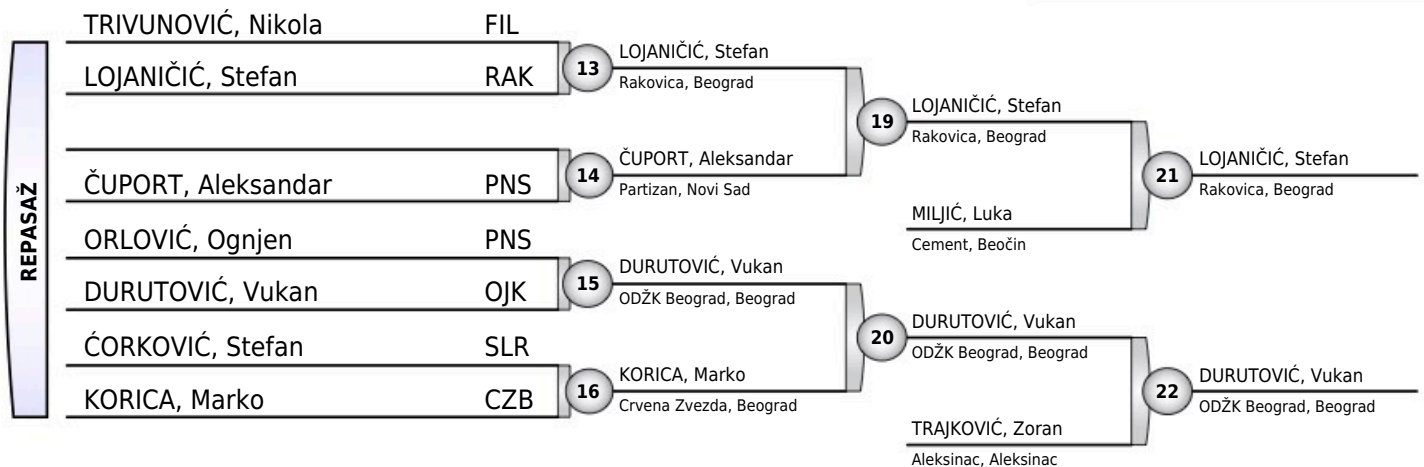 REPASAŽ
TRIVUNOVIĆ, Nikola FIL
LOJANIČIĆ, Stefan RAK
ČUPORT, Aleksandar PNS
ORLOVIĆ, Ognjen PNS
DURUTOVIĆ, Vukan OJK
ĆORKOVIĆ, Stefan SLR
KORICA, Marko CZB
13
LOJANIČIĆ, Stefan
Rakovica, Beograd
14
ČUPORT, Aleksandar
Partizan, Novi Sad
15
DURUTOVIĆ, Vukan
ODŽK Beograd, Beograd
16
KORICA, Marko
Crvena Zvezda, Beograd
19
LOJANIČIĆ, Stefan
Rakovica, Beograd
MILJIĆ, Luka
Cement, Beočin
20
DURUTOVIĆ, Vukan
ODŽK Beograd, Beograd
TRAJKOVIĆ, Zoran
Aleksinac, Aleksinac
21
LOJANIČIĆ, Stefan
Rakovica, Beograd
22
DURUTOVIĆ, Vukan
ODŽK Beograd, Beograd